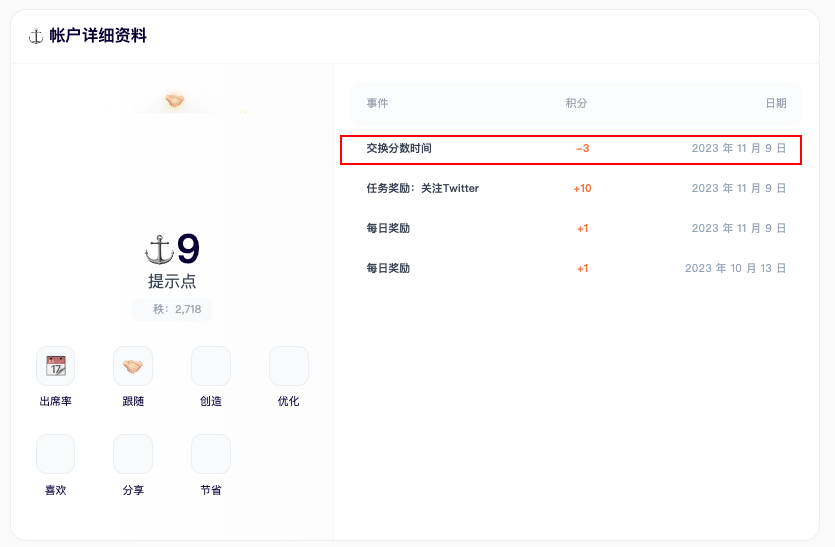 帐户详细资料
9
提示点
秩：2,718
17
出席率 跟随 创造 优化
喜欢 分享 节省
事件 积分 日期
交换分数时间 −3 2023 年 11 月 9 日
任务奖励：关注Twitter +10 2023 年 11 月 9 日
每日奖励 +1 2023 年 11 月 9 日
每日奖励 +1 2023 年 10 月 13 日